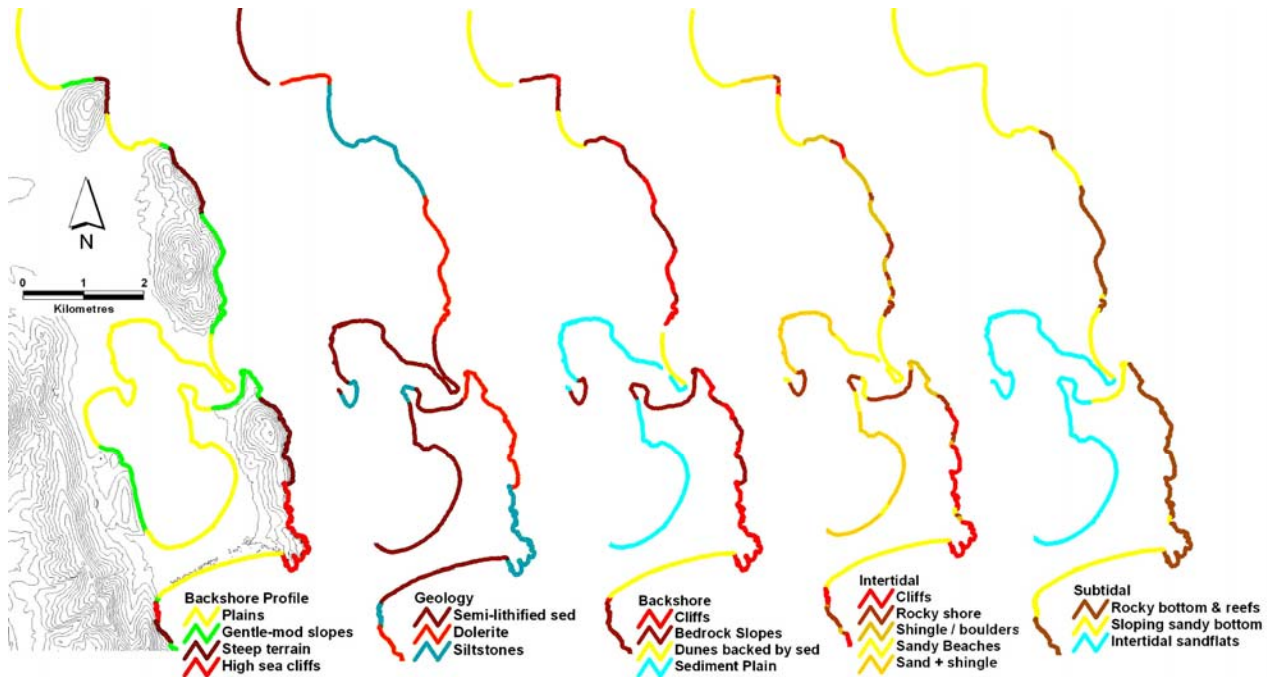 N
0 1 2
Kilometres
Backshore Profile
Plains
Gentle-mod slopes
Steep terrain
High sea cliffs
Geology
Semi-lithified sed
Dolerite
Siltstones
Backshore
Cliffs
Bedrock Slopes
Dunes backed by sed
Sediment Plain
Intertidal
Cliffs
Rocky shore
Shingle / boulders
Sandy Beaches
Sand + shingle
Subtidal
Rocky bottom & reefs
Sloping sandy bottom
Intertidal sandflats